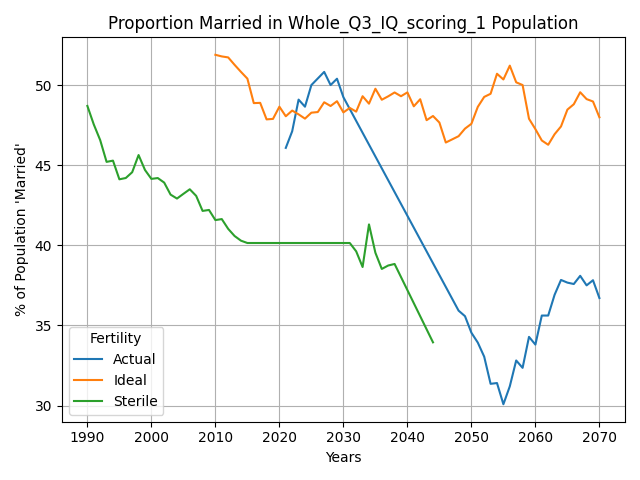 Proportion Married in Whole_Q3_IQ_scoring_1 Population
% of Population 'Married'
50
45
40
35
30
Fertility
Actual
Ideal
Sterile
1990 2000 2010 2020 2030 2040 2050 2060 2070
Years